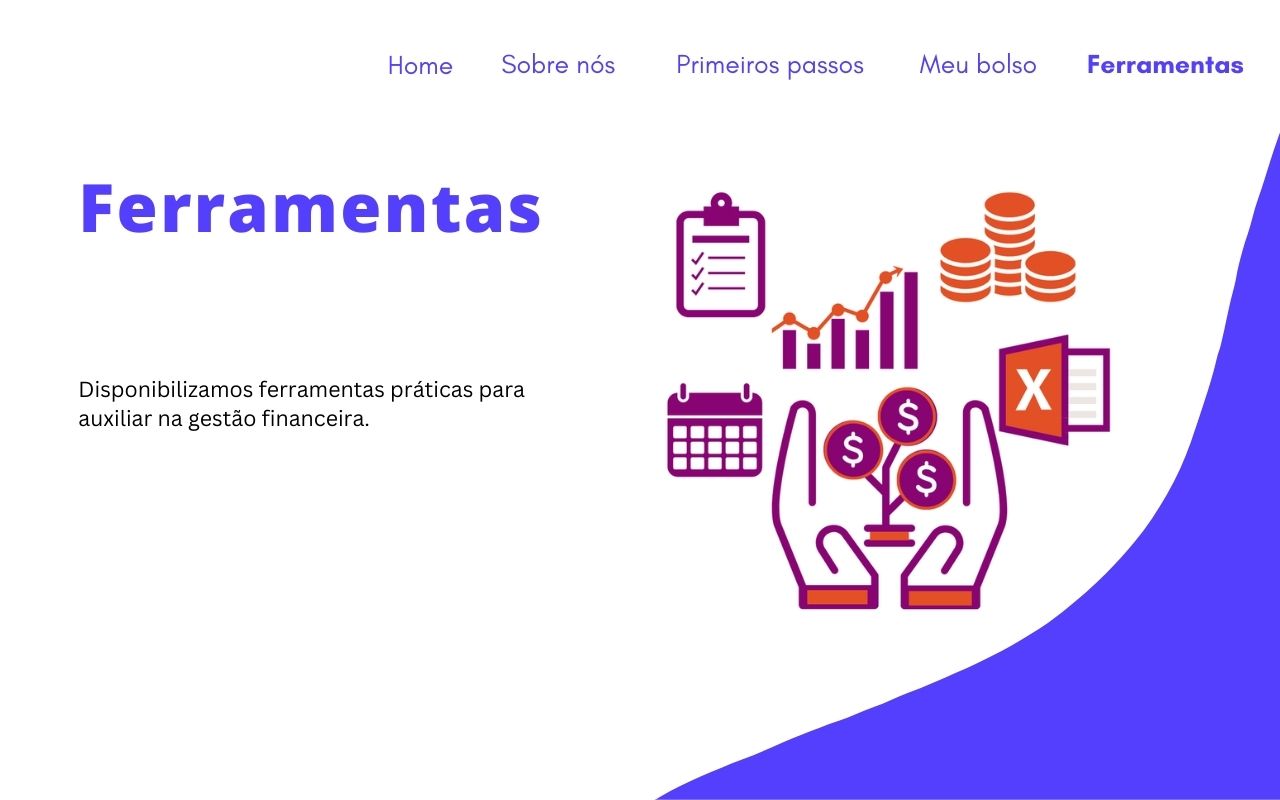 Home Sobre nós Primeiros passos Meu bolso Ferramentas
Ferramentas
Disponibilizamos ferramentas práticas para
auxiliar na gestão financeira.
X
$
$
$